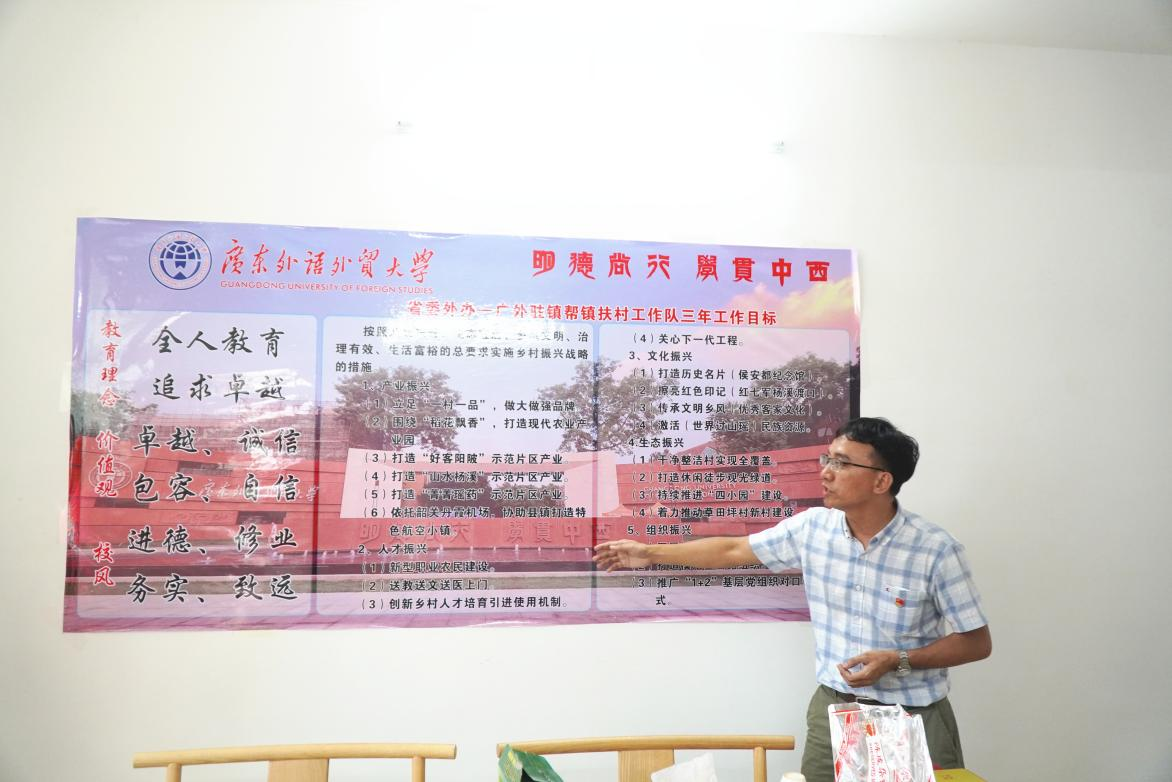 廣东外语外貿大學
GUANGDONG UNIVERSITY OF FOREIGN STUDIES
明德尚行 學貫中西
省委外办—广外驻镇帮镇扶村工作队三年工作目标
教育理念
全人教育
追求卓越
价值观
卓越、诚信
包容、自信
校风
进德、修业
务实、致远
按照
文明、治
理有效、生活富裕的总要求实施乡村振兴战略
的措施
1、产业振兴
（1）立足“一村一品”，做大做强品牌
（2）围绕“稻花飘香”，打造现代农业产
业园
（3）打造“好客阳陂”示范片区产业。
（4）打造“山水杨溪”示范片区产业。
（5）打造“菁菁瑶药”示范片区产业。
（6）依托韶关丹霞机场、协助县镇打造特
色航空小镇
2、人才振兴
（1）新型职业农民建设。
（2）送教送文送医上门
（3）创新乡村人才培育引进使用机制。
（4）关心下一代工程。
3、文化振兴
（1）打造历史名片（侯安都纪念馆）。
（2）擦亮红色印记（红七军杨溪渡口）。
（3）传承文明乡风（优秀客家文化）。
（4）激活（世界过山瑶）民族资源。
4.生态振兴
（1）干净整洁村实现全覆盖。
（2）打造休闲徒步观光绿道。
（3）持续推进“四小园”建设。
（4）着力推动草田坪村新村建设
5、组织振兴
（3）推广“1+2”基层党组织对口
式。